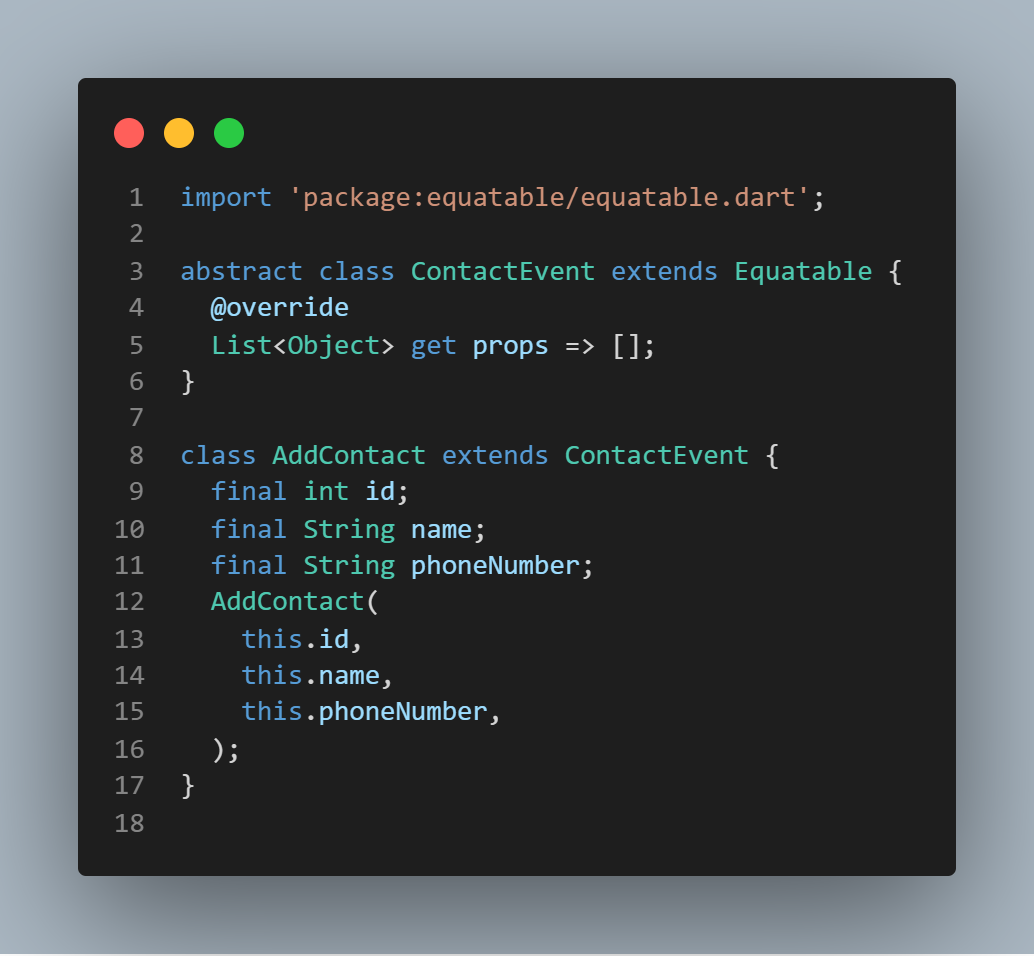 1 import 'package:equatable/equatable.dart';
2
3 abstract class ContactEvent extends Equatable {
4   @override
5   List<Object> get props => [];
6 }
7
8 class AddContact extends ContactEvent {
9   final int id;
10   final String name;
11   final String phoneNumber;
12   AddContact(
13     this.id,
14     this.name,
15     this.phoneNumber,
16   );
17 }
18